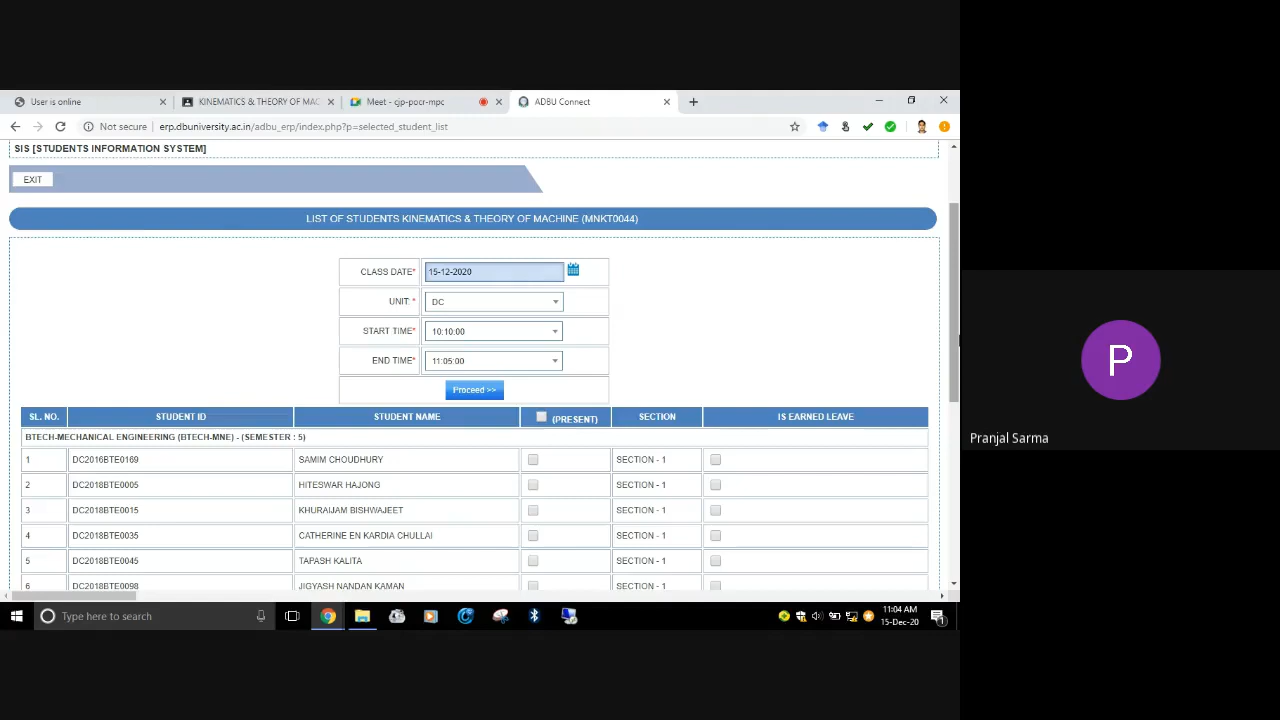 User is online
KINEMATICS & THEORY OF MAC
Meet - cjp-pocr-mpc
ADBU Connect
Not secure
erp.dbuniversity.ac.in/adbu_erp/index.php?p=selected_student_list
SIS [STUDENTS INFORMATION SYSTEM]
EXIT
LIST OF STUDENTS KINEMATICS & THEORY OF MACHINE (MNKT0044)
CLASS DATE* 15-12-2020
UNIT: * DC
START TIME* 10:10:00
END TIME* 11:05:00
Proceed >>
SL. NO. STUDENT ID STUDENT NAME (PRESENT) SECTION IS EARNED LEAVE
BTECH-MECHANICAL ENGINEERING (BTECH-MNE) - (SEMESTER : 5)
1 DC2016BTE0169 SAMIM CHOUDHURY SECTION - 1
2 DC2018BTE0005 HITESWAR HAJONG SECTION - 1
3 DC2018BTE0015 KHURAIJAM BISHWAJEET SECTION - 1
4 DC2018BTE0035 CATHERINE EN KARDIA CHULLAI SECTION - 1
5 DC2018BTE0045 TAPASH KALITA SECTION - 1
6 DC2018BTE0098 JIGYASH NANDAN KAMAN SECTION - 1
Type here to search
11:04 AM
15-Dec-20
1
P
Pranjal Sarma